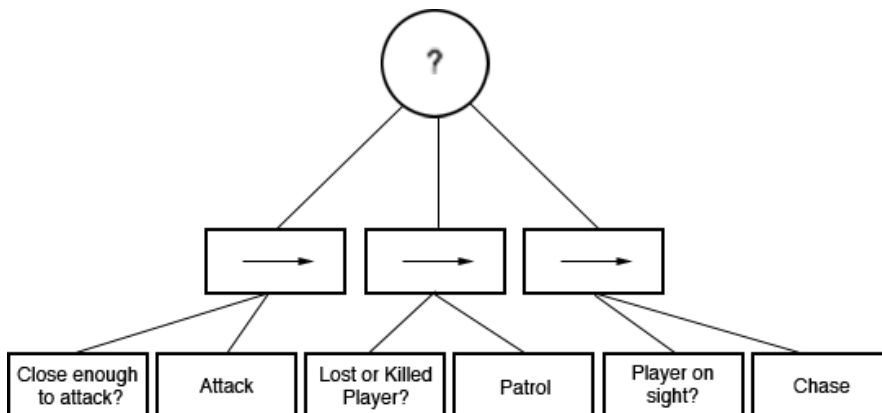 ?
Close enough
to attack?
Attack
Lost or Killed
Player?
Patrol
Player on
sight?
Chase